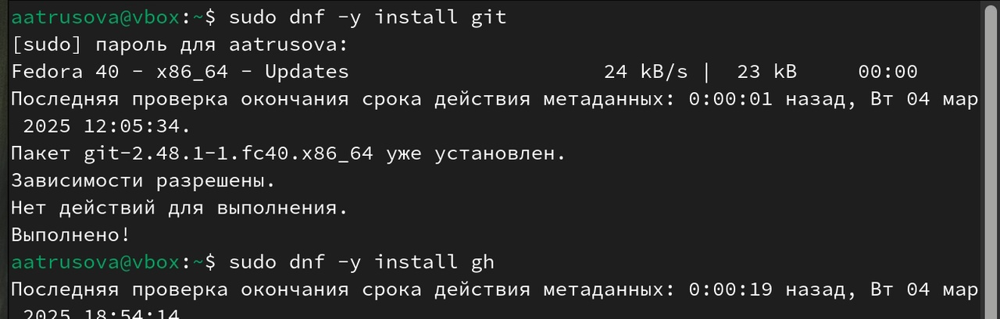 aatrusova@vbox:~$ sudo dnf -y install git
[sudo] пароль для aatrusova:
Fedora 40 - x86_64 - Updates                     24 kB/s |  23 kB     00:00
Последняя проверка окончания срока действия метаданных: 0:00:01 назад, Вт 04 мар
 2025 12:05:34.
Пакет git-2.48.1-1.fc40.x86_64 уже установлен.
Зависимости разрешены.
Нет действий для выполнения.
Выполнено!
aatrusova@vbox:~$ sudo dnf -y install gh
Последняя проверка окончания срока действия метаданных: 0:00:19 назад, Вт 04 мар
 2025 18:54:14